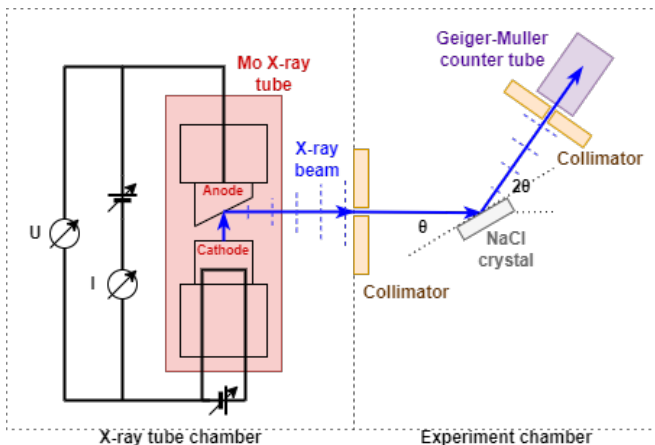 Geiger-Muller
counter tube
Mo X-ray
tube
X-ray
beam
Collimator
Anode
2θ
U
θ
Cathode
NaCl
crystal
I
Collimator
X-ray tube chamber
Experiment chamber